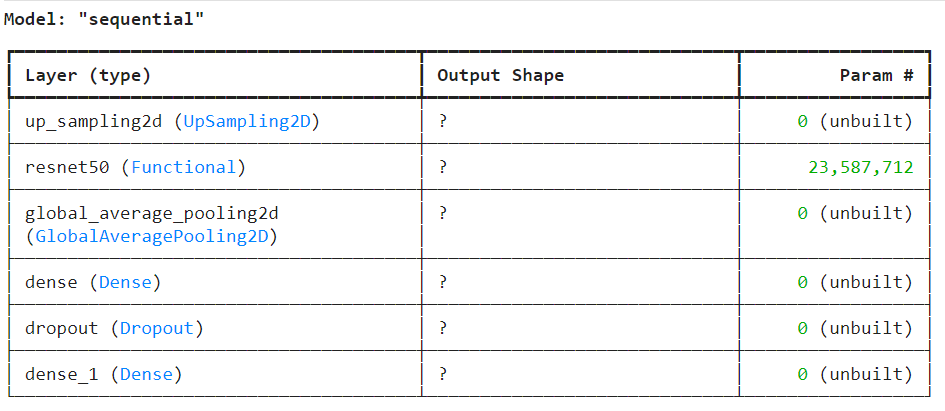 Model: "sequential"
Layer (type) Output Shape Param #
up_sampling2d (UpSampling2D) ? 0 (unbuilt)
resnet50 (Functional) ? 23,587,712
global_average_pooling2d ? 0 (unbuilt)
(GlobalAveragePooling2D)
dense (Dense) ? 0 (unbuilt)
dropout (Dropout) ? 0 (unbuilt)
dense_1 (Dense) ? 0 (unbuilt)